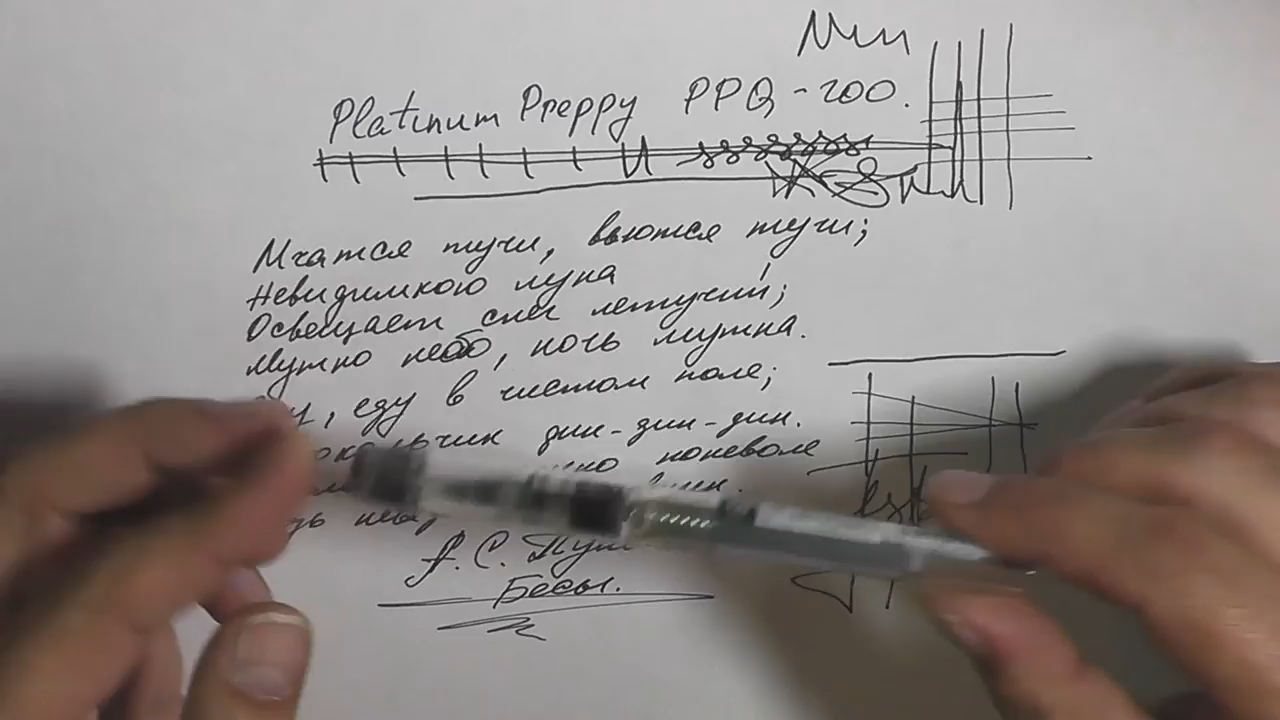 Platinum Preppy PPQ-200.
Мчатся тучи, вьются тучи;
Невидимкою луна
Освещает снег летучий;
Мутно небо, ночь мутна.
еду в чистом поле;
дин-дин-дин.
поневоле
А. С.
Бесы.